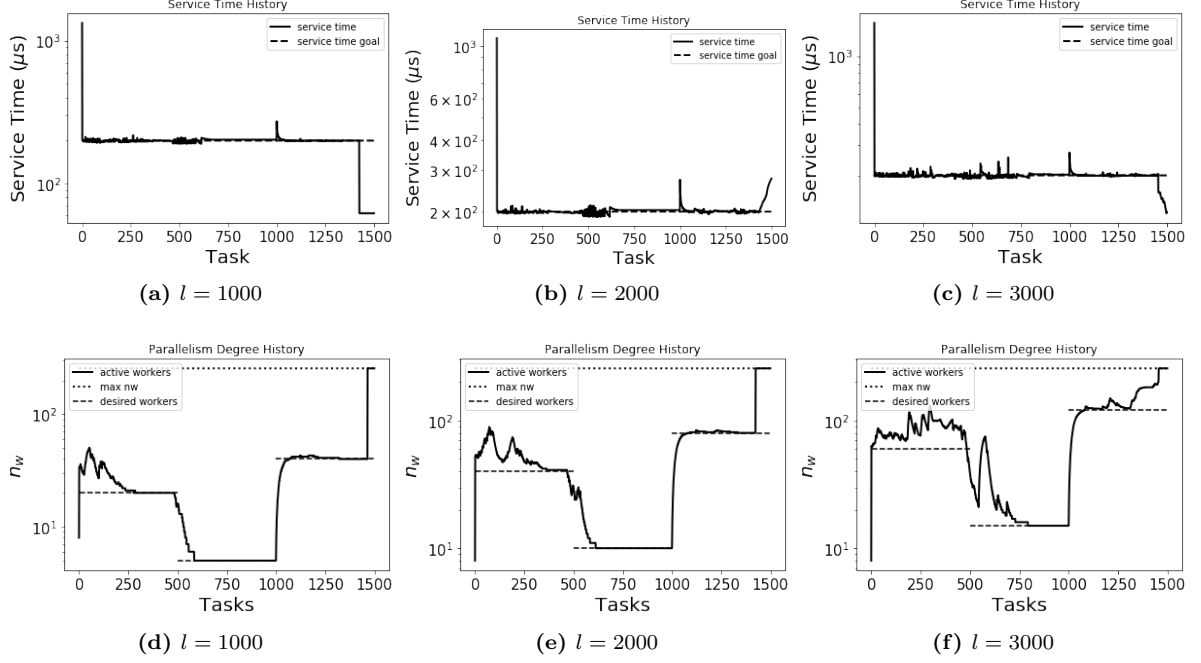 Service Time History
Service Time (μs)
10³
10²
service time
service time goal
0 250 500 750 1000 1250 1500
Task
(a) l = 1000
Service Time History
Service Time (μs)
10³
6 × 10²
4 × 10²
3 × 10²
2 × 10²
service time
service time goal
0 250 500 750 1000 1250 1500
Task
(b) l = 2000
Service Time History
Service Time (μs)
10³
service time
service time goal
0 250 500 750 1000 1250 1500
Task
(c) l = 3000
Parallelism Degree History
n_w
10²
10¹
active workers
max nw
desired workers
0 250 500 750 1000 1250 1500
Tasks
(d) l = 1000
Parallelism Degree History
n_w
10²
10¹
active workers
max nw
desired workers
0 250 500 750 1000 1250 1500
Tasks
(e) l = 2000
Parallelism Degree History
n_w
10²
10¹
active workers
max nw
desired workers
0 250 500 750 1000 1250 1500
Tasks
(f) l = 3000